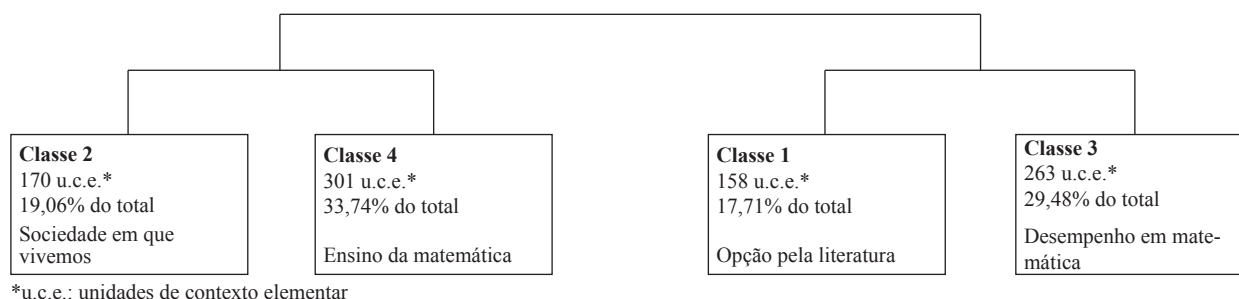 Classe 2
170 u.c.e.*
19,06% do total
Sociedade em que
vivemos
Classe 4
301 u.c.e.*
33,74% do total
Ensino da matemática
Classe 1
158 u.c.e.*
17,71% do total
Opção pela literatura
Classe 3
263 u.c.e.*
29,48% do total
Desempenho em mate-
mática
*u.c.e.: unidades de contexto elementar